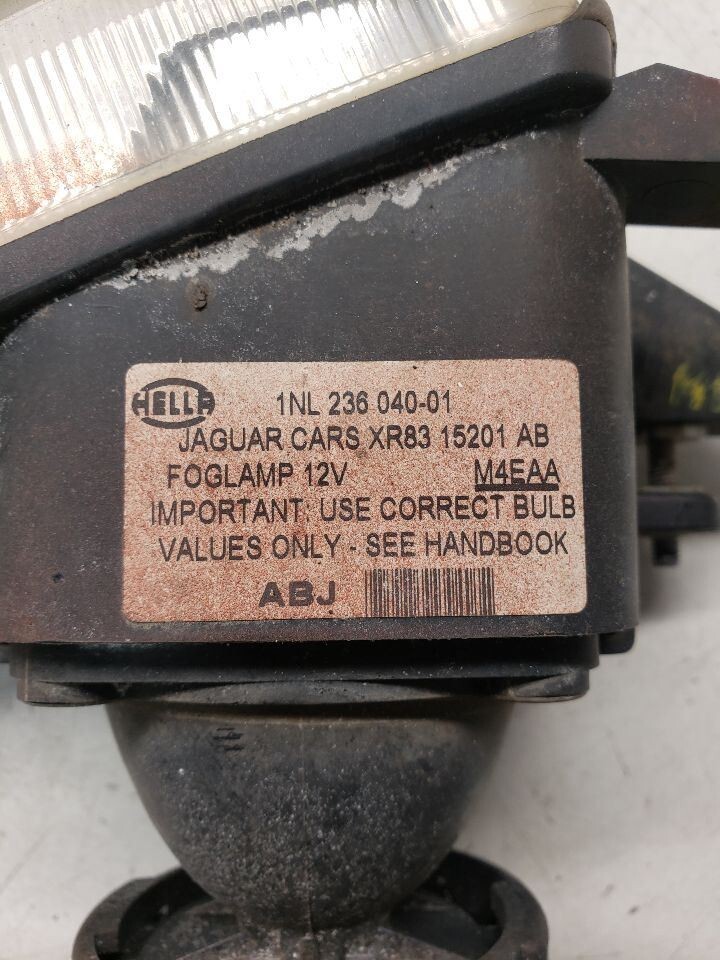 HELLA 1NL 236 040-01
JAGUAR CARS XR83 15201 AB
FOGLAMP 12V M4EAA
IMPORTANT: USE CORRECT BULB
VALUES ONLY - SEE HANDBOOK
ABJ